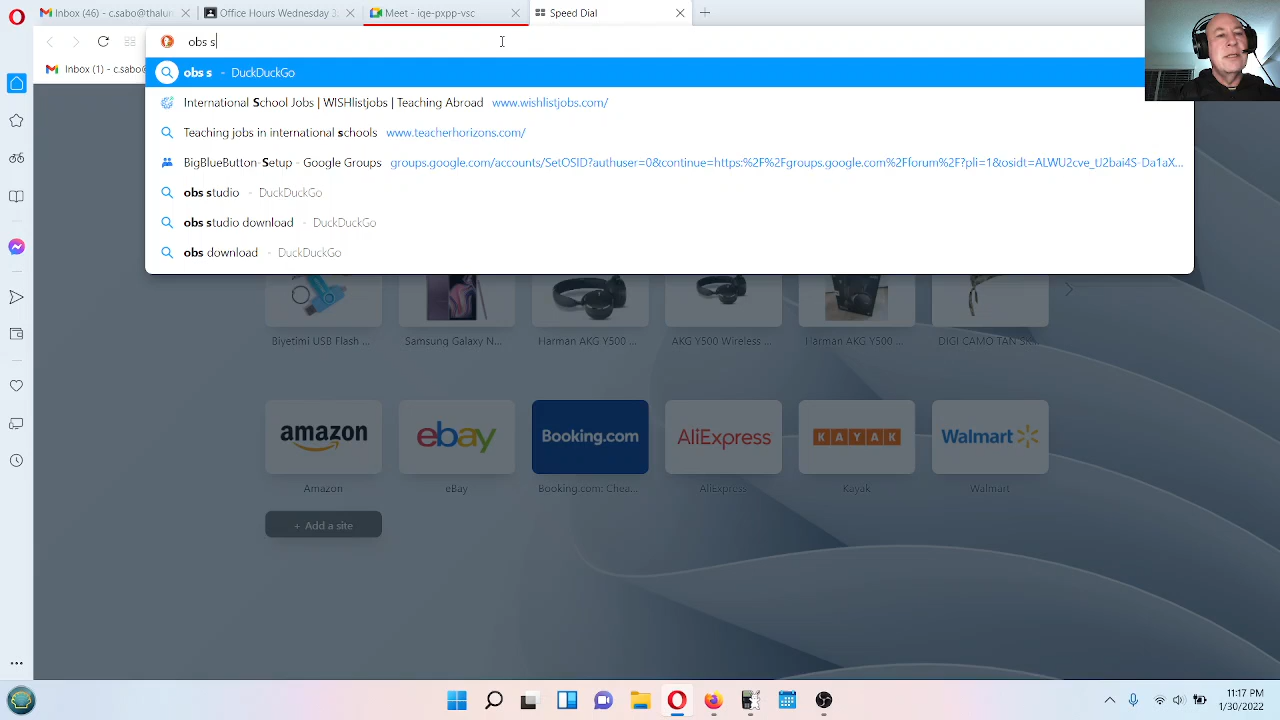 Inbox (1046) - c.sabo@thalun
Office Hours Wednesday 3.
Meet - iqe-pxpp-vsc
Speed Dial
obs s
Inbox (1) - c.sabo@
obs s - DuckDuckGo
International School Jobs | WISHlistjobs | Teaching Abroad www.wishlistjobs.com/
Teaching jobs in international schools www.teacherhorizons.com/
BigBlueButton-Setup - Google Groups groups.google.com/accounts/SetOSID?authuser=0&continue=https:%2F%2Fgroups.google.com%2Fforum%2F?pli=1&osidt=ALWU2cve_U2bai4S-Da1aX...
obs studio - DuckDuckGo
obs studio download - DuckDuckGo
obs download - DuckDuckGo
Biyetimi USB Flash ...
Samsung Galaxy N...
Harman AKG Y500 ...
AKG Y500 Wireless ...
Harman AKG Y500 ...
DIGI CAMO TAN
amazon
ebay
Booking.com
AliExpress
KAYAK
Walmart
Amazon
eBay
Booking.com: Chea...
AliExpress
Kayak
Walmart
+ Add a site
11:17 PM
1/30/2022